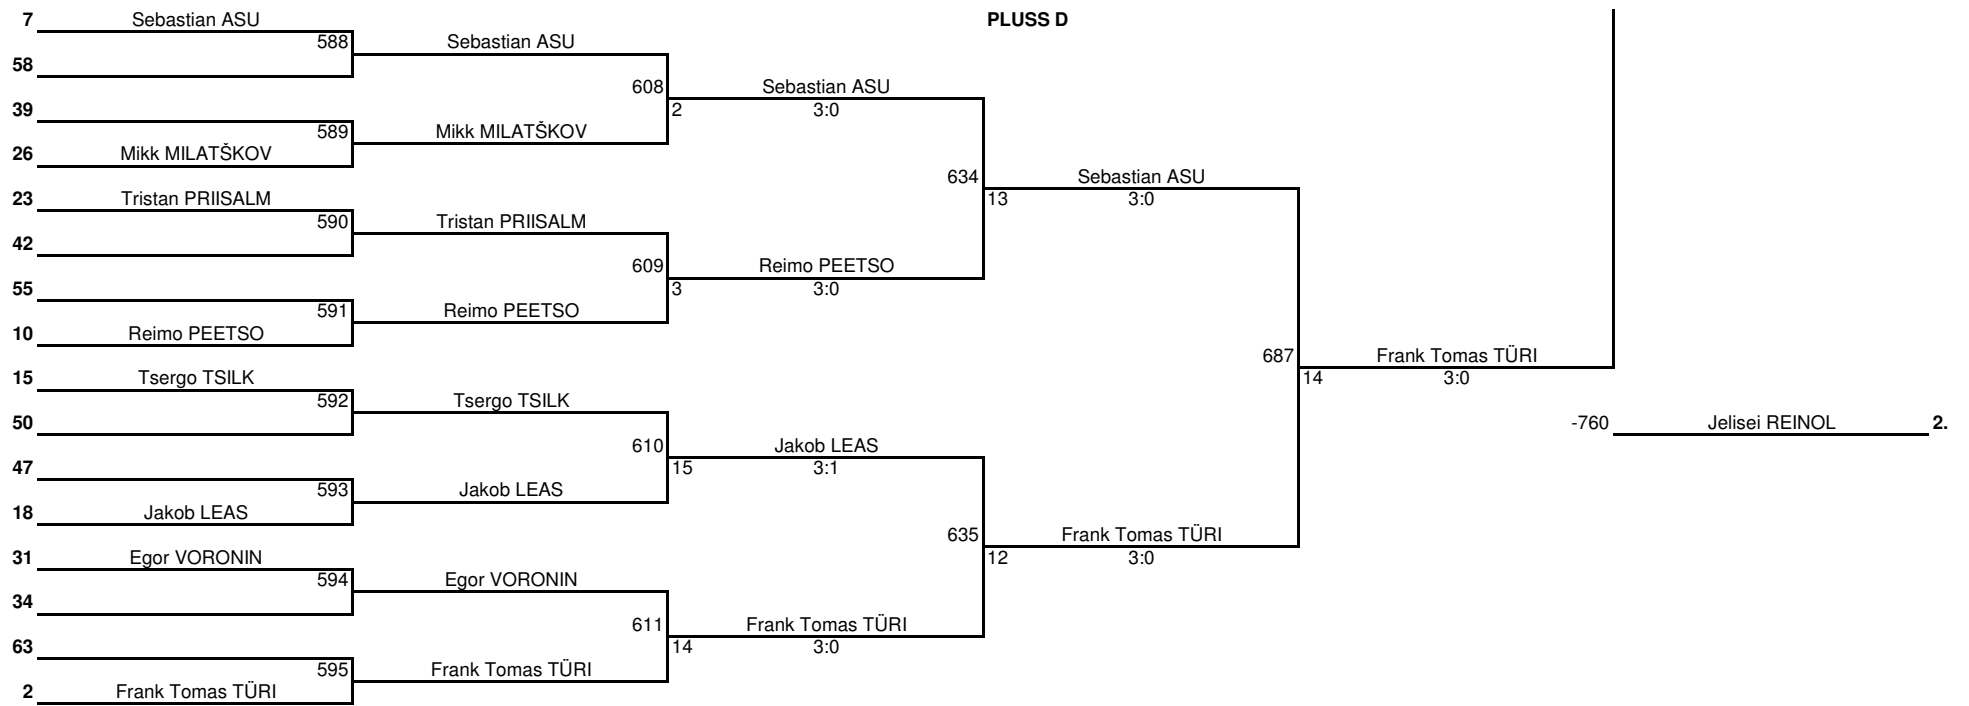 7 Sebastian ASU PLUSS D
588 Sebastian ASU
58
608 Sebastian ASU
39 2 3:0
589 Mikk MILATŠKOV
26 Mikk MILATŠKOV
634 Sebastian ASU
23 Tristan PRIISALM 13 3:0
590 Tristan PRIISALM
42
609 Reimo PEETSO
55 3 3:0
591 Reimo PEETSO
10 Reimo PEETSO
687 Frank Tomas TÜRI
15 Tsergo TSILK 14 3:0
592 Tsergo TSILK
50 -760 Jelisei REINOL 2.
610 Jakob LEAS
47 15 3:1
593 Jakob LEAS
18 Jakob LEAS
635 Frank Tomas TÜRI
31 Egor VORONIN 12 3:0
594 Egor VORONIN
34
611 Frank Tomas TÜRI
63 14 3:0
595 Frank Tomas TÜRI
2 Frank Tomas TÜRI